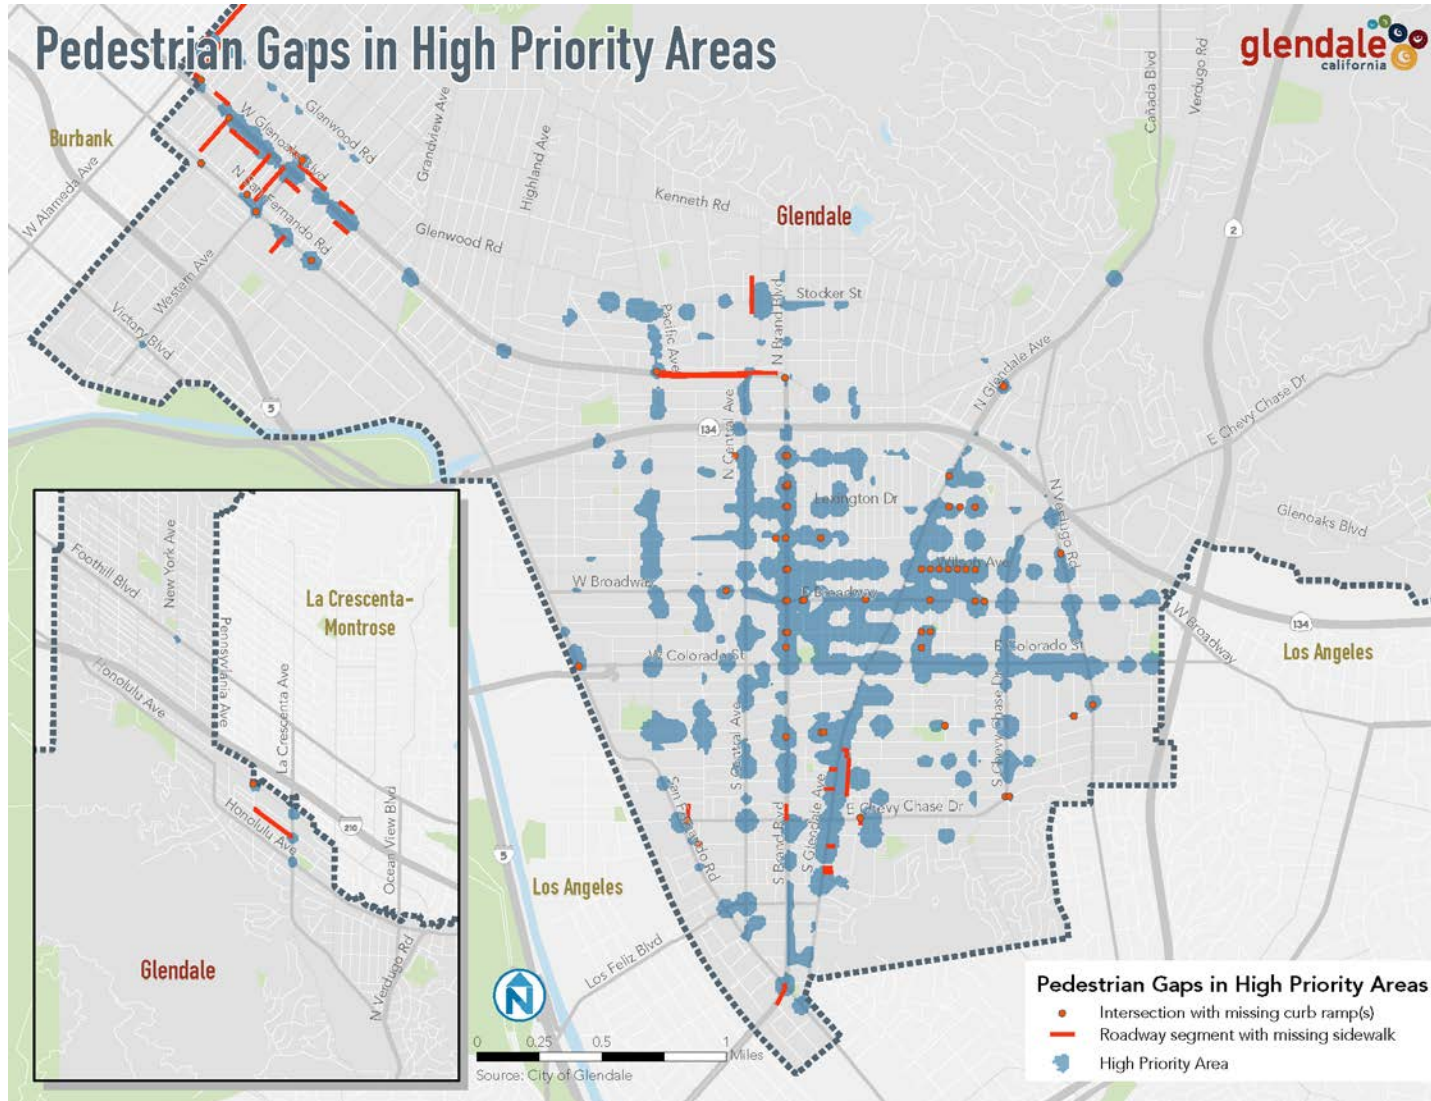 Pedestrian Gaps in High Priority Areas
glendale
california
Burbank
W Alameda Ave
W Glenoaks Blvd
Glenwood Rd
Grandview Ave
Highland Ave
Cañada Blvd
Verdugo Rd
N San Fernando Rd
Kenneth Rd
Glendale
2
Western Ave
Glenwood Rd
Victory Blvd
Pacific Ave
N Brand Blvd
Stocker St
5
134
N Central Ave
N Glendale Ave
E Chevy Chase Dr
Lexington Dr
N Verdugo Rd
Glenoaks Blvd
W Broadway
Wilson Ave
E Broadway
W Broadway
134
Los Angeles
W Colorado St
E Colorado St
S Central Ave
S Chevy Chase Dr
San Fernando Rd
S Brand Blvd
S Glendale Ave
E Chevy Chase Dr
5
Los Angeles
Los Feliz Blvd
Foothill Blvd
New York Ave
Pennsylvania Ave
La Crescenta-
Montrose
Honolulu Ave
La Crescenta Ave
Honolulu Ave
210
Ocean View Blvd
Glendale
N Verdugo Rd
N
0 0.25 0.5 1
Miles
Source: City of Glendale
Pedestrian Gaps in High Priority Areas
Intersection with missing curb ramp(s)
Roadway segment with missing sidewalk
High Priority Area